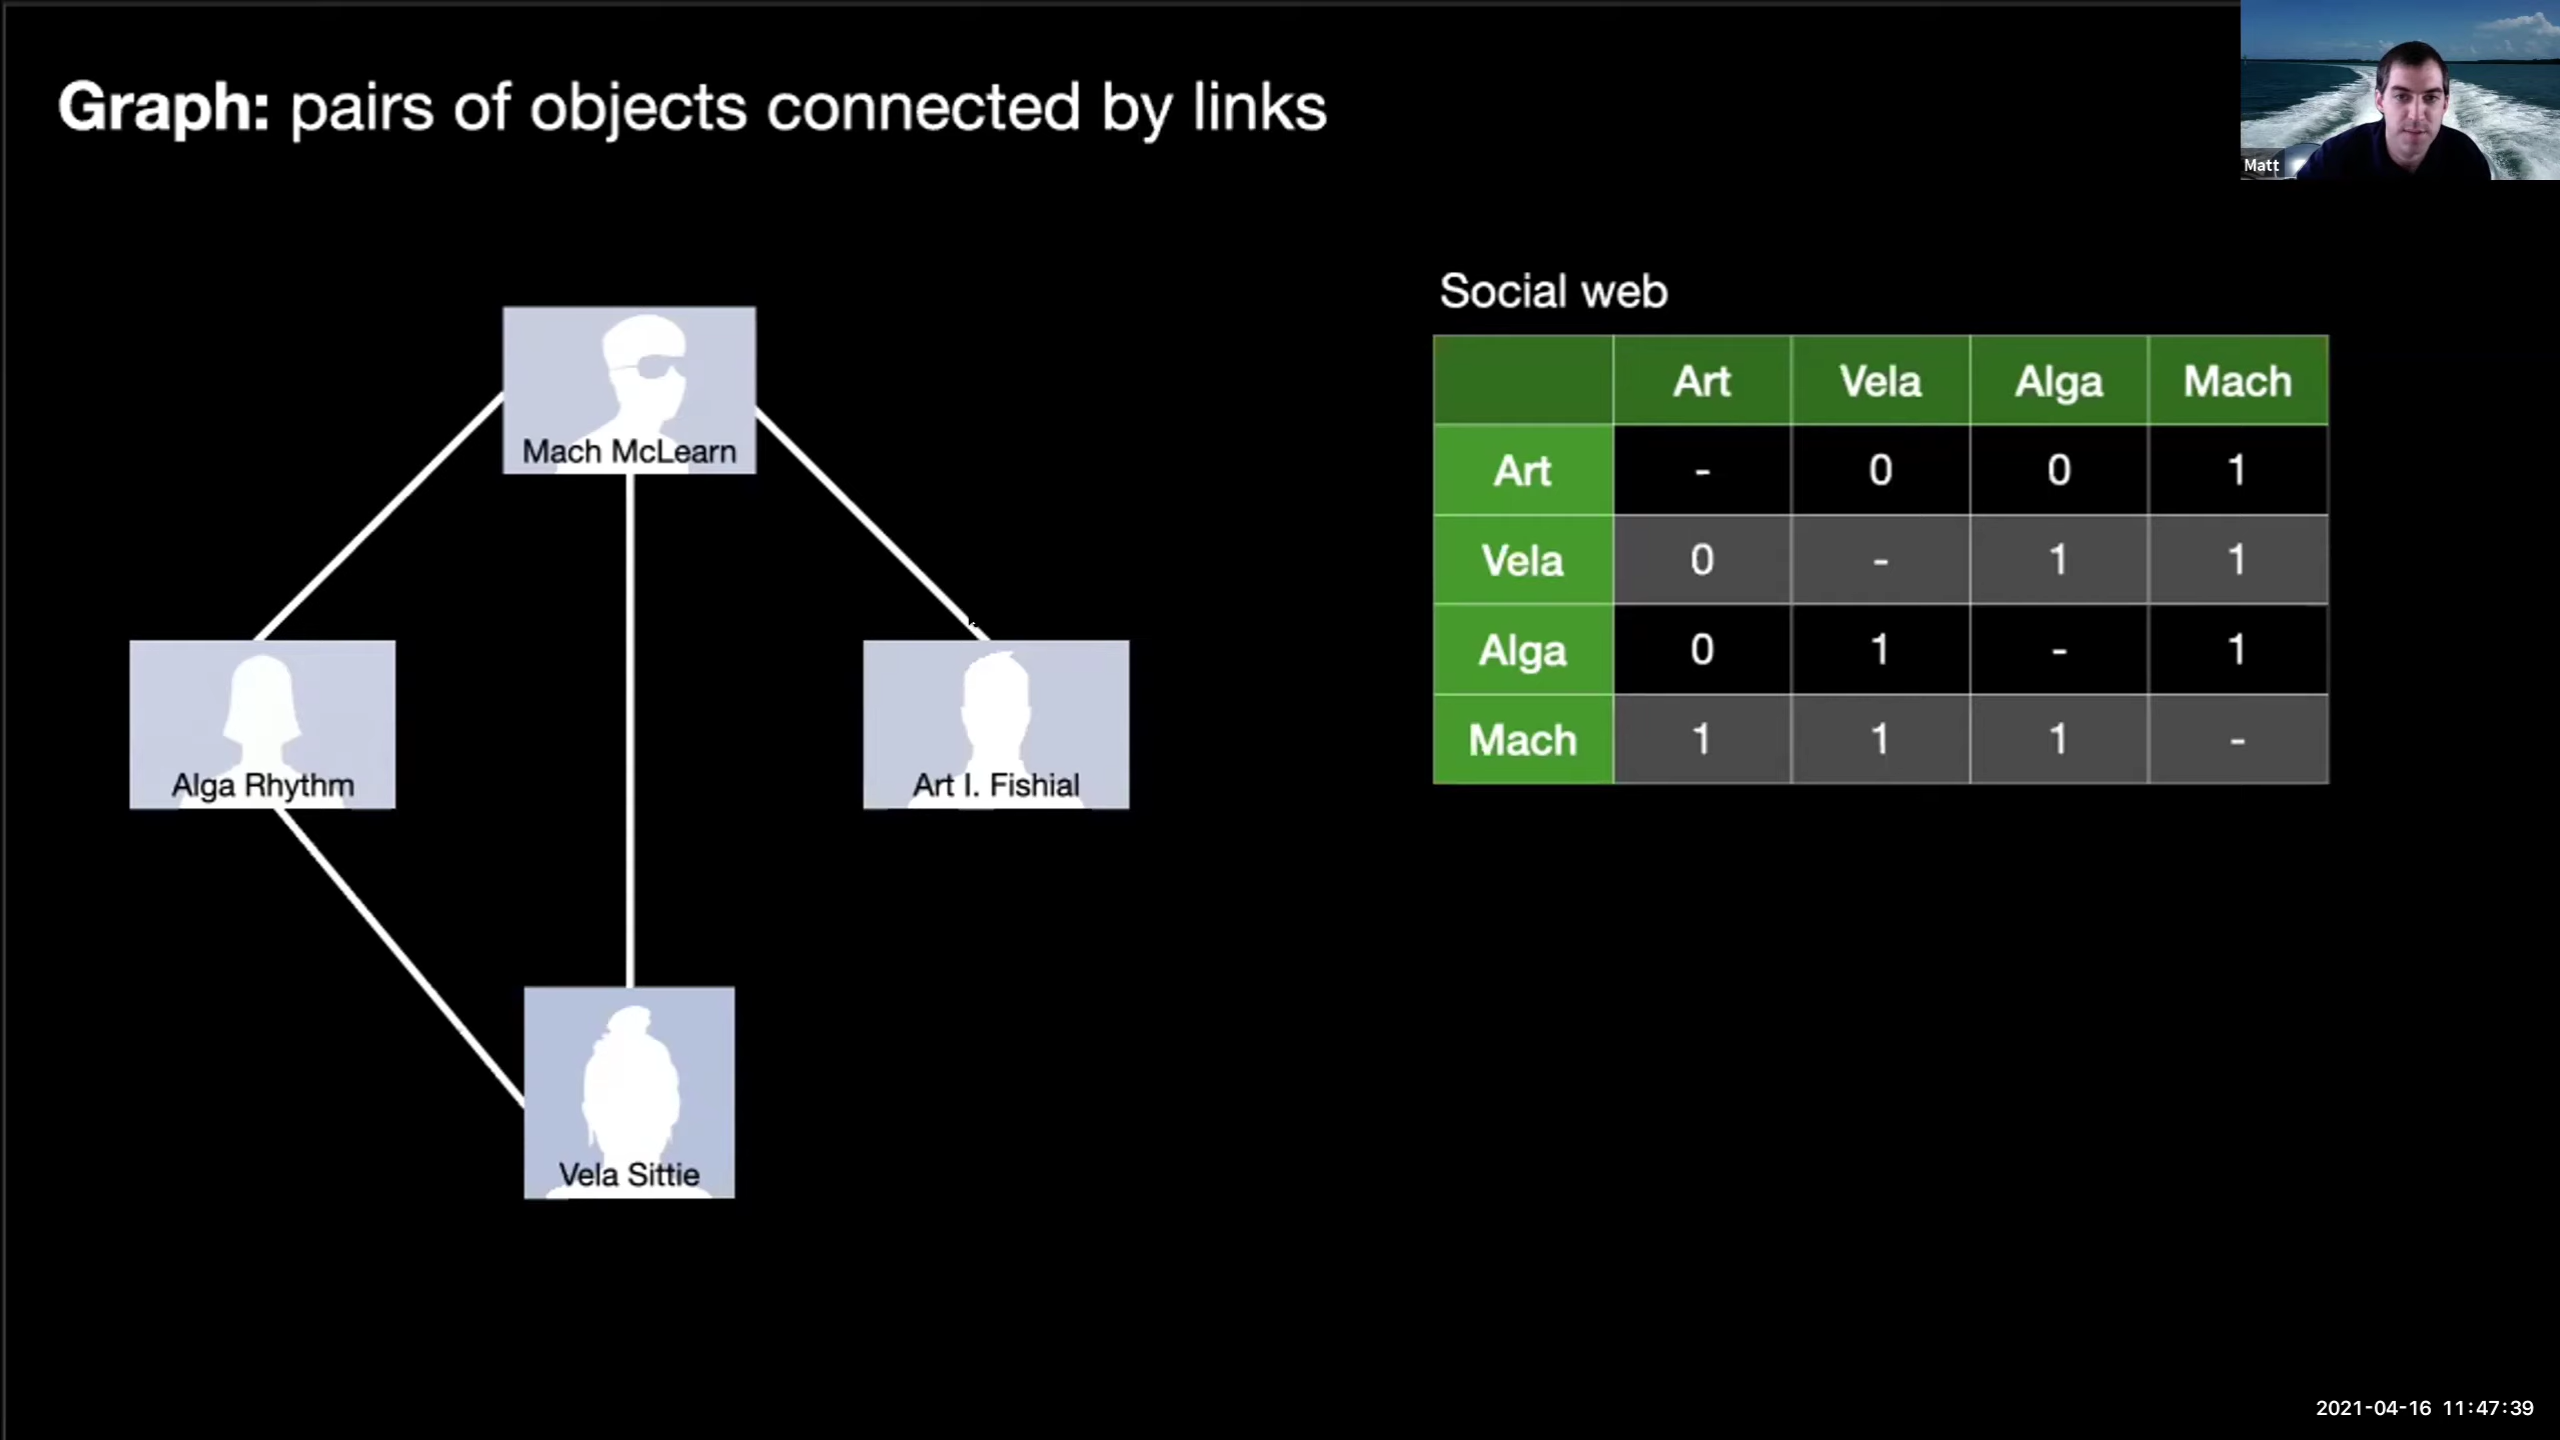 Graph: pairs of objects connected by links
Matt
Social web
Mach McLearn
Alga Rhythm
Art I. Fishial
Vela Sittie
Art Vela Alga Mach
Art - 0 0 1
Vela 0 - 1 1
Alga 0 1 - 1
Mach 1 1 1 -
2021-04-16 11:47:39